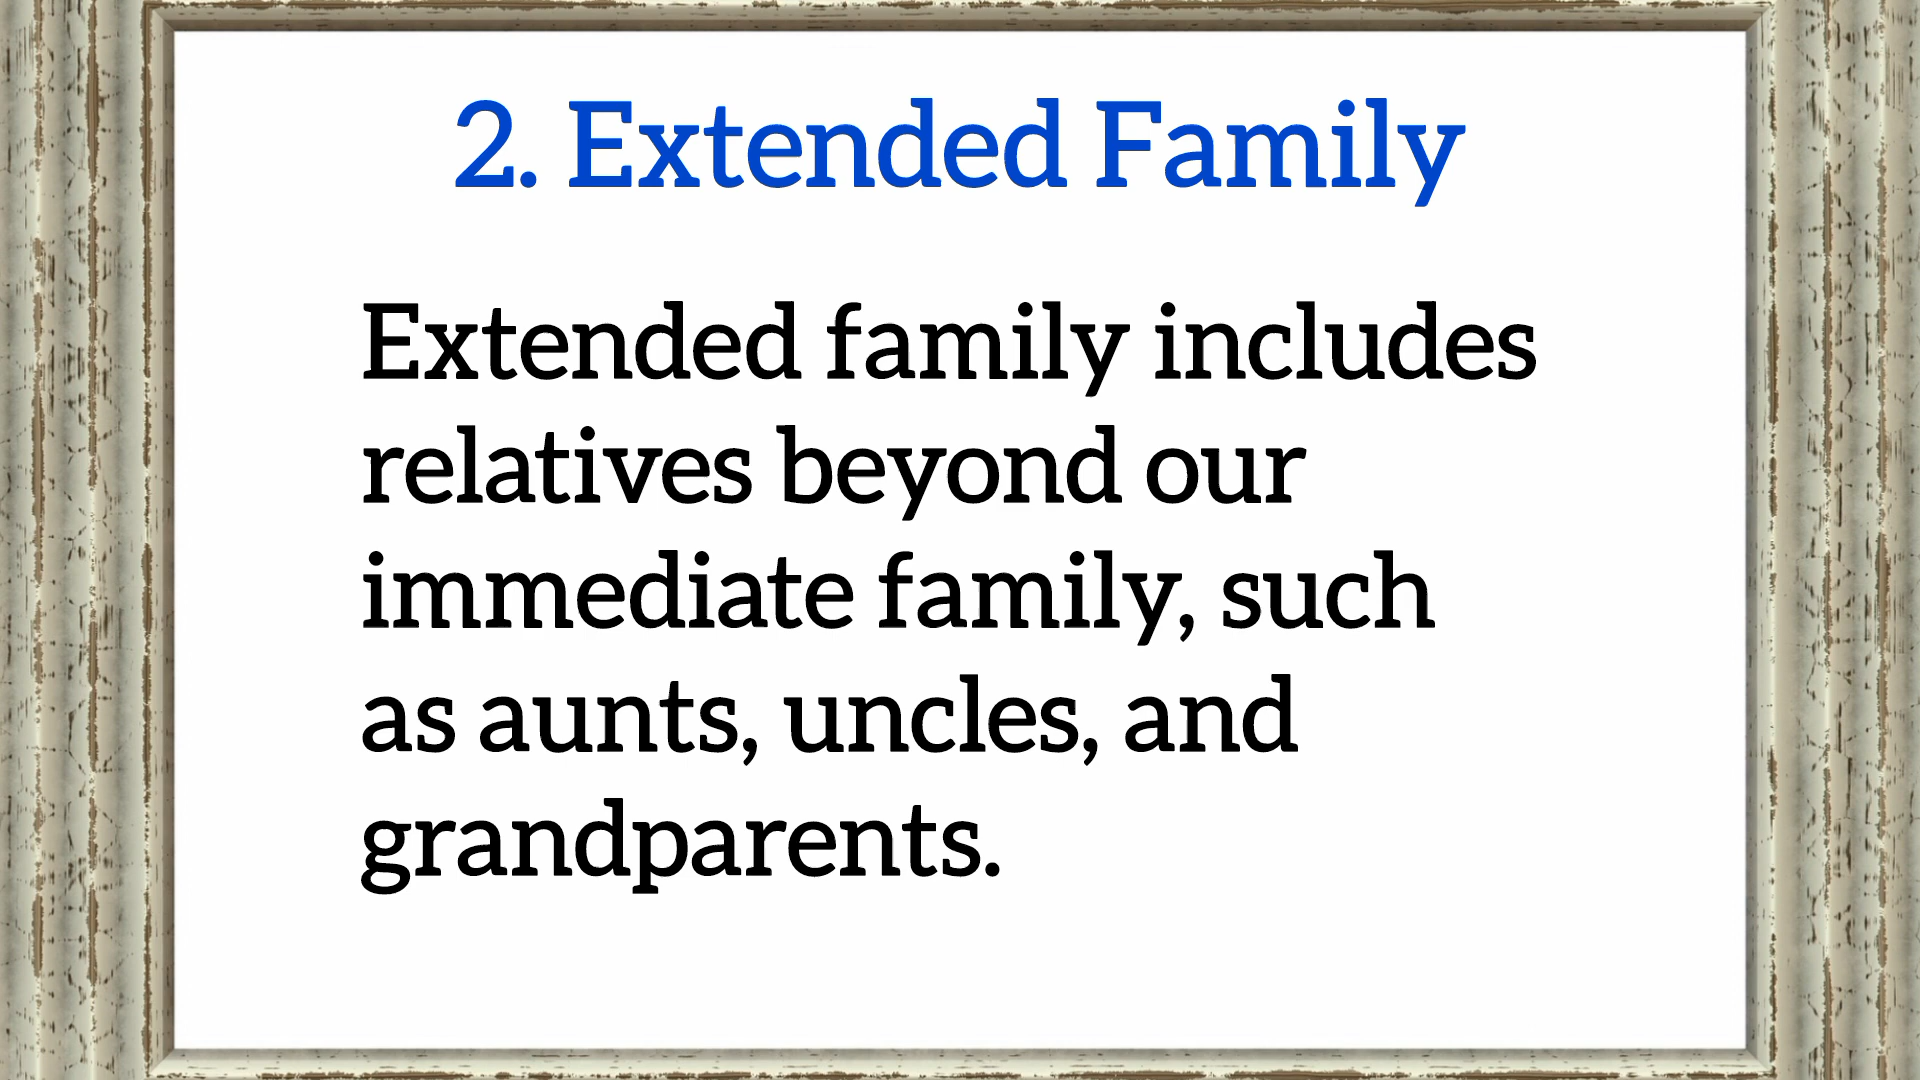 2. Extended Family
Extended family includes
relatives beyond our
immediate family, such
as aunts, uncles, and
grandparents.